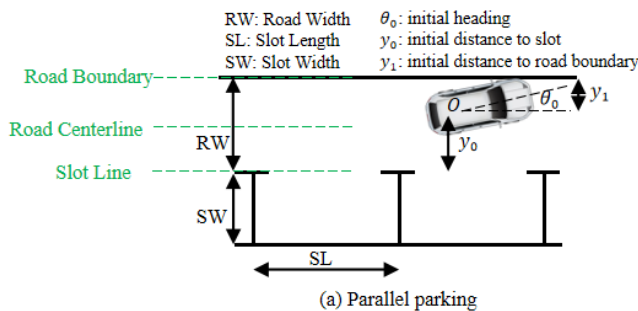 RW: Road Width θ₀: initial heading
SL: Slot Length y₀: initial distance to slot
SW: Slot Width y₁: initial distance to road boundary
Road Boundary
O θ₀ y₁
Road Centerline
RW y₀
Slot Line
SW
SL
(a) Parallel parking